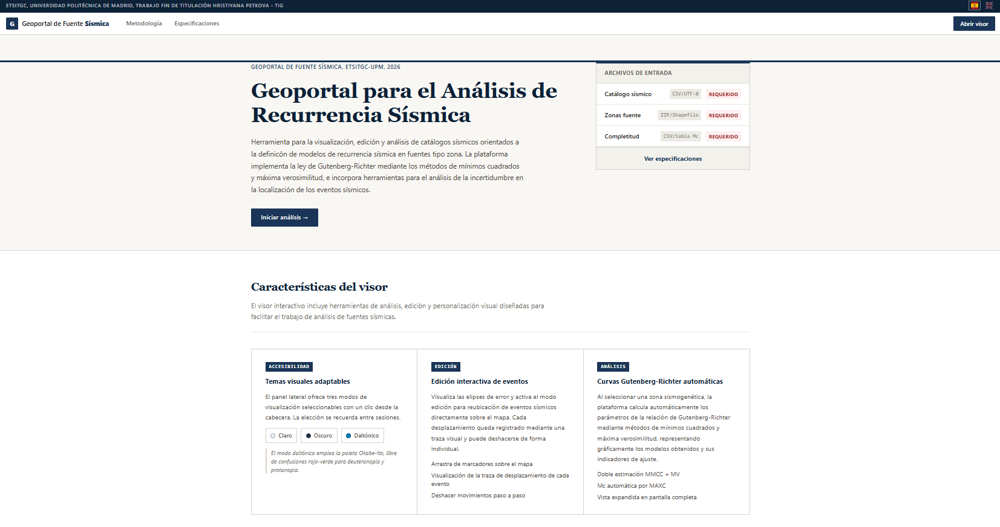 ETSITGC, UNIVERSIDAD POLITÉCNICA DE MADRID, TRABAJO FIN DE TITULACIÓN HRISTIYANA PETKOVA - TIG
G Geoportal de Fuente Sísmica
Metodología
Especificaciones
Abrir visor
GEOPORTAL DE FUENTE SÍSMICA, ETSITGC-UPM, 2026
Geoportal para el Análisis de
Recurrencia Sísmica
Herramienta para la visualización, edición y análisis de catálogos sísmicos orientados a
la definicón de modelos de recurrencia sísmica en fuentes tipo zona. La plataforma
implementa la ley de Gutenberg-Richter mediante los métodos de mínimos cuadrados
y máxima verosimilitud, e incorpora herramientas para el análisis de la incertidumbre en
la localización de los eventos sísmicos.
Iniciar análisis →
ARCHIVOS DE ENTRADA
Catálogo sísmico CSV/UTF-8 REQUERIDO
Zonas fuente ZIP/Shapefile REQUERIDO
Completitud CSV/tabla Mc REQUERIDO
Ver especificaciones
Características del visor
El visor interactivo incluye herramientas de análisis, edición y personalización visual diseñadas para
facilitar el trabajo de análisis de fuentes sísmicas.
ACCESIBILIDAD
Temas visuales adaptables
El panel lateral ofrece tres modos de
visualización seleccionables con un clic desde la
cabecera. La elección se recuerda entre sesiones.
Claro
Oscuro
Daltónico
El modo daltónico emplea la paleta Okabe-Ito, libre
de confusiones rojo-verde para deuteranopia y
protanopia.
EDICIÓN
Edición interactiva de eventos
Visualiza las elipses de error y activa el modo
edición para reubicación de eventos sísmicos
directamente sobre el mapa. Cada
desplazamiento queda registrado mediante una
traza visual y puede deshacerse de forma
individual.
Arrastra de marcadores sobre el mapa
Visualización de la traza de desplazamiento de cada
evento
Deshacer movimientos paso a paso
ANÁLISIS
Curvas Gutenberg-Richter automáticas
Al seleccionar una zona sismogenética, la
plataforma calcula automáticamente los
parámetros de la relación de Gutenberg-Richter
mediante métodos de mínimos cuadrados y
máxima verosimilitud, representando
gráficamente los modelos obtenidos y sus
indicadores de ajuste.
Doble estimación MMCC + MV
Mc automática por MAXC
Vista expandida en pantalla completa